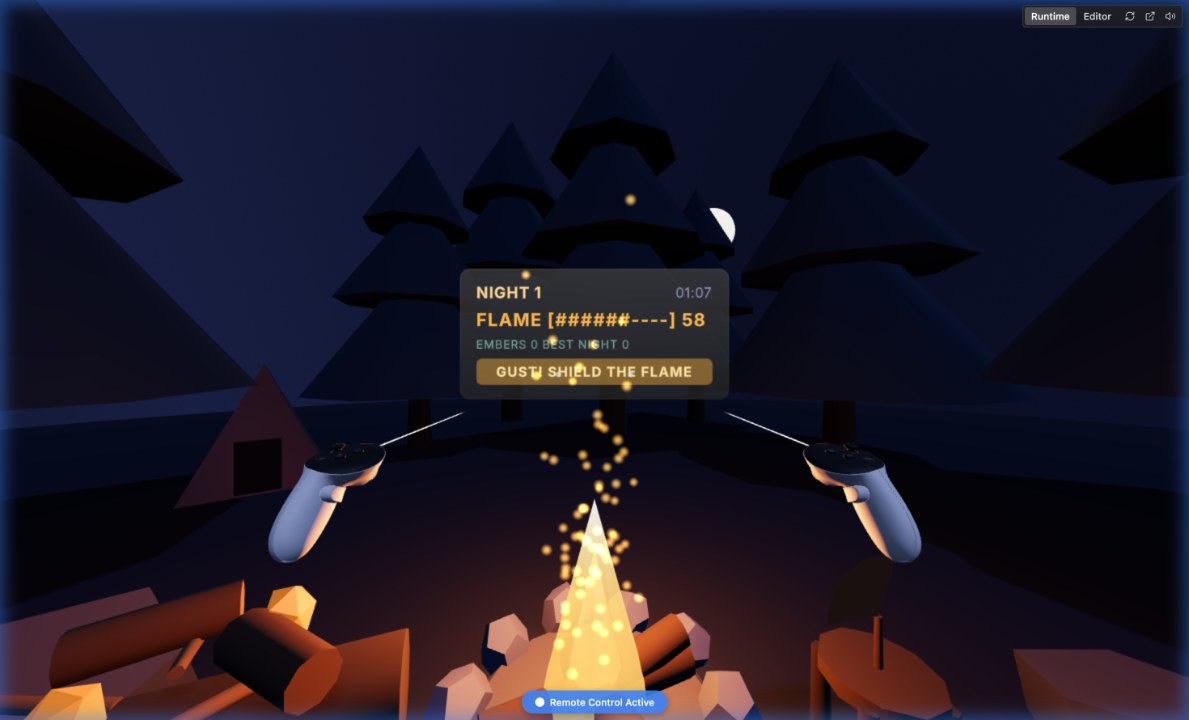 Runtime Editor
NIGHT 1 01:07
FLAME [######----] 58
EMBERS 0 BEST NIGHT 0
GUST! SHIELD THE FLAME
Remote Control Active